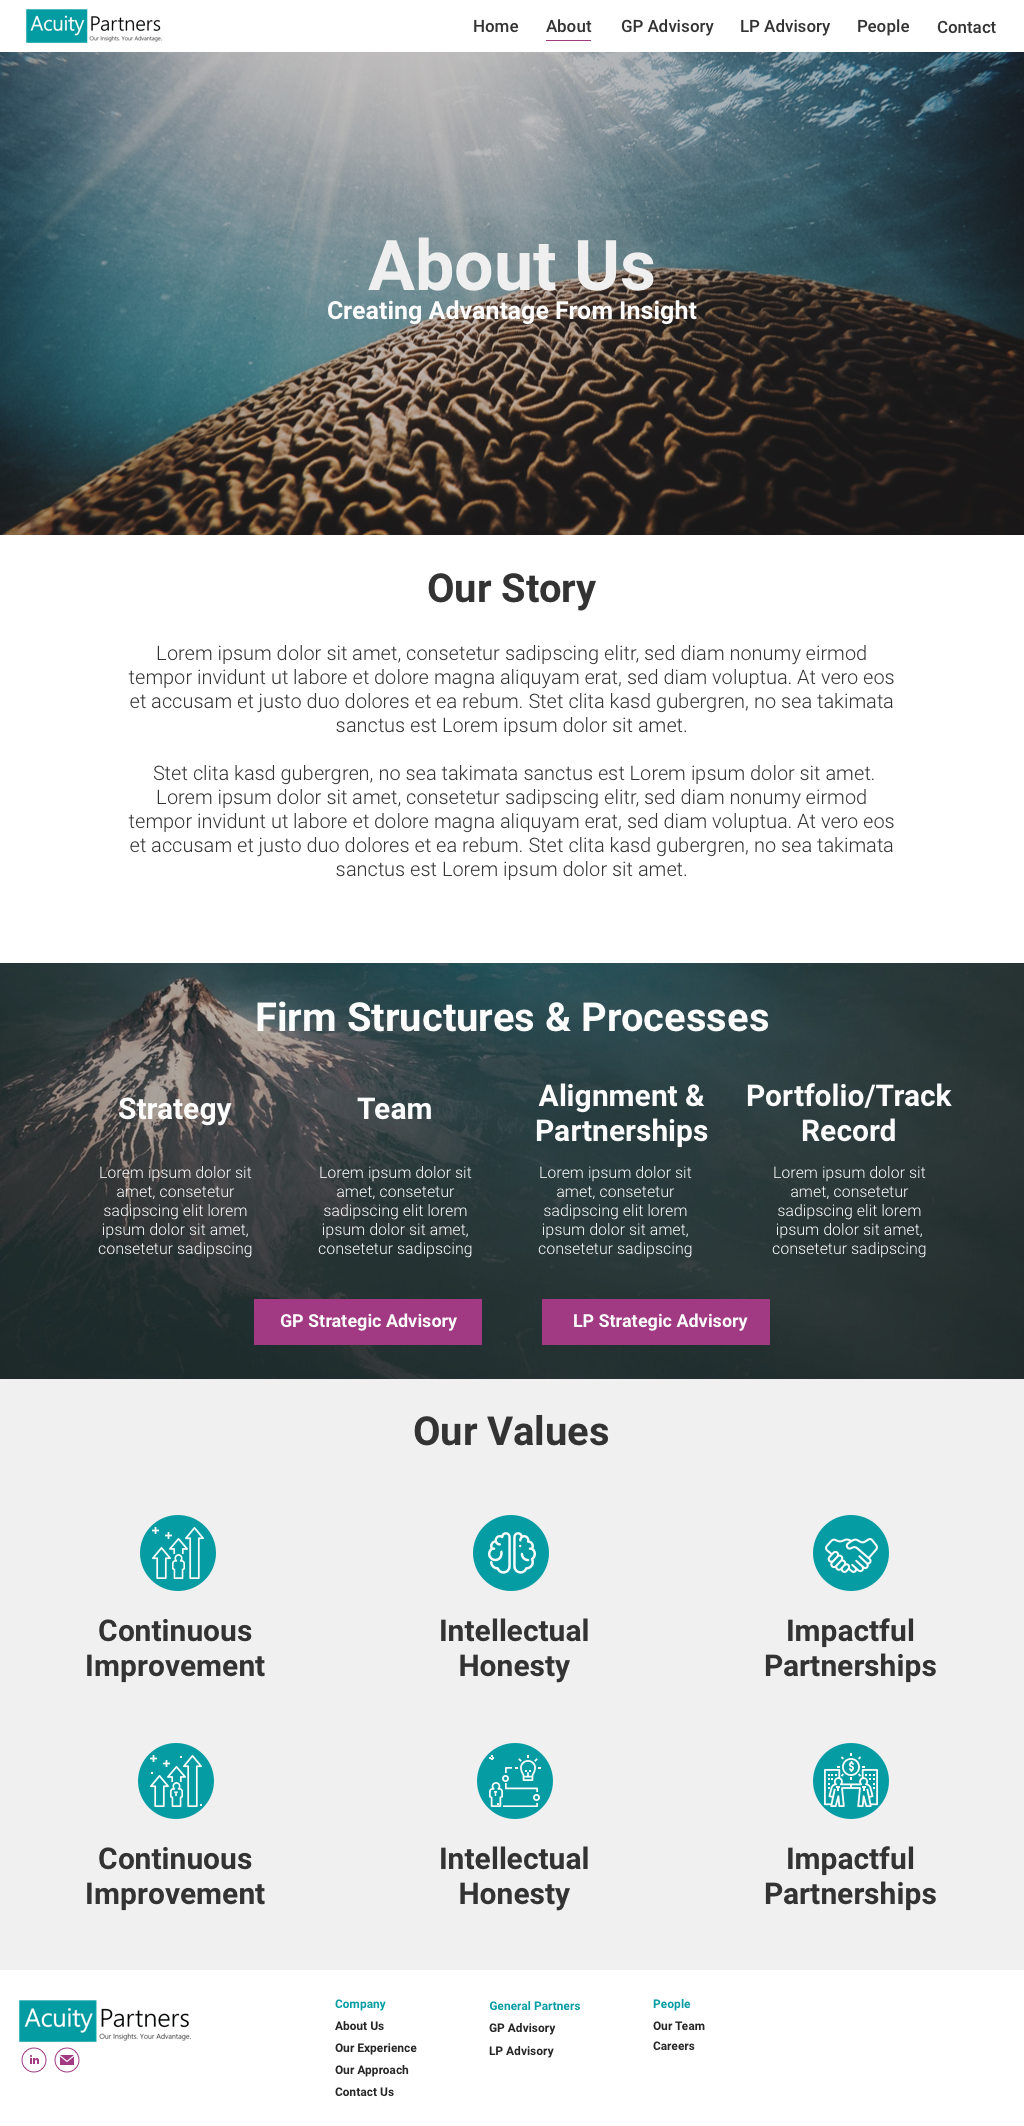 Acuity Partners
Our Insights. Your Advantage.
Home About GP Advisory LP Advisory People Contact
About Us
Creating Advantage From Insight
Our Story
Lorem ipsum dolor sit amet, consetetur sadipscing elitr, sed diam nonumy eirmod
tempor invidunt ut labore et dolore magna aliquyam erat, sed diam voluptua. At vero eos
et accusam et justo duo dolores et ea rebum. Stet clita kasd gubergren, no sea takimata
sanctus est Lorem ipsum dolor sit amet.
Stet clita kasd gubergren, no sea takimata sanctus est Lorem ipsum dolor sit amet.
Lorem ipsum dolor sit amet, consetetur sadipscing elitr, sed diam nonumy eirmod
tempor invidunt ut labore et dolore magna aliquyam erat, sed diam voluptua. At vero eos
et accusam et justo duo dolores et ea rebum. Stet clita kasd gubergren, no sea takimata
sanctus est Lorem ipsum dolor sit amet.
Firm Structures & Processes
Strategy
Lorem ipsum dolor sit
amet, consetetur
sadipscing elit lorem
ipsum dolor sit amet,
consetetur sadipscing
Team
Lorem ipsum dolor sit
amet, consetetur
sadipscing elit lorem
ipsum dolor sit amet,
consetetur sadipscing
Alignment &
Partnerships
Lorem ipsum dolor sit
amet, consetetur
sadipscing elit lorem
ipsum dolor sit amet,
consetetur sadipscing
Portfolio/Track
Record
Lorem ipsum dolor sit
amet, consetetur
sadipscing elit lorem
ipsum dolor sit amet,
consetetur sadipscing
GP Strategic Advisory
LP Strategic Advisory
Our Values
Continuous
Improvement
Intellectual
Honesty
Impactful
Partnerships
Continuous
Improvement
Intellectual
Honesty
$
Impactful
Partnerships
Acuity Partners
Our Insights. Your Advantage.
in
Company
About Us
Our Experience
Our Approach
Contact Us
General Partners
GP Advisory
LP Advisory
People
Our Team
Careers